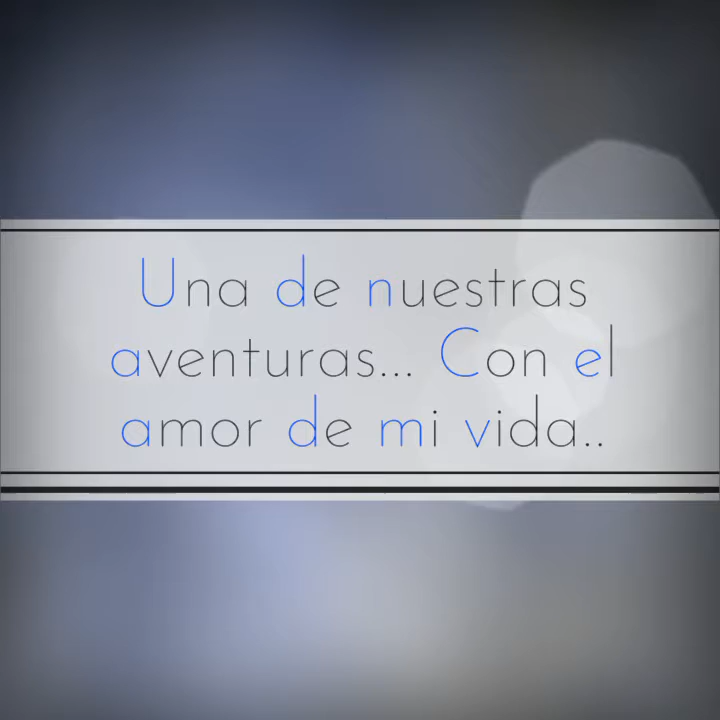 Una de nuestras
aventuras... Con el
amor de mi vida..